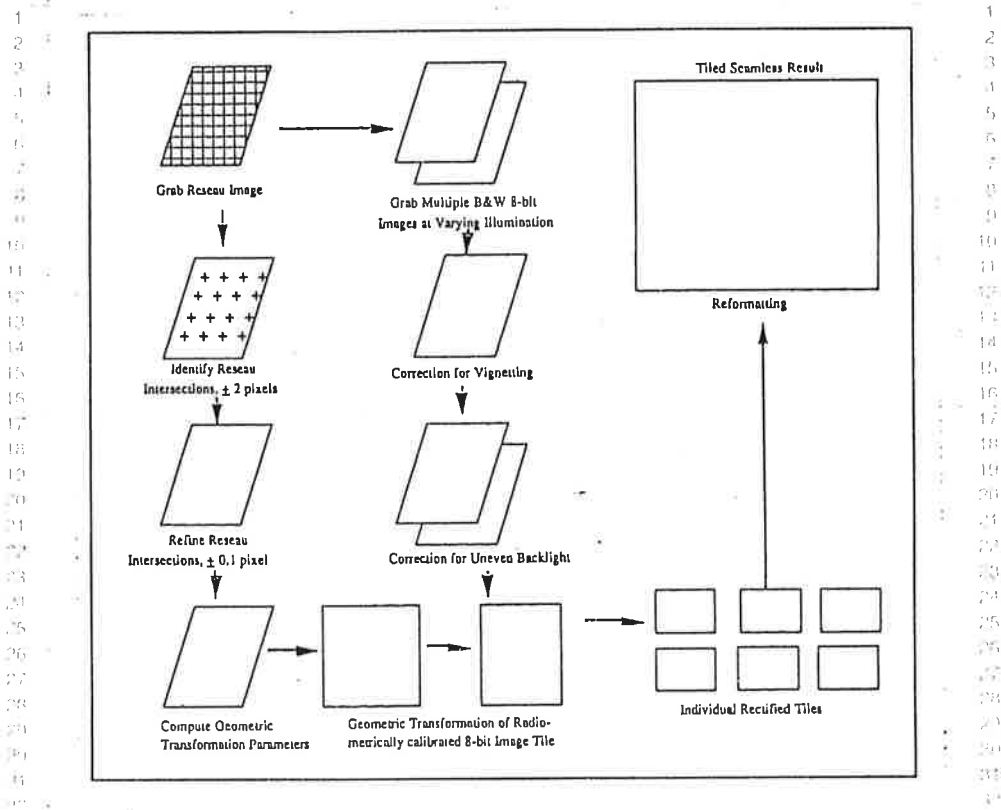 Tiled Seamless Result
Grab Reseau Image
Grab Multiple B&W 8-bit
Images at Varying Illumination
Reformatting
Identify Reseau
Intersections, ± 2 pixels
Correction for Vignetting
Refine Reseau
Intersections, ± 0,1 pixel
Correction for Uneven Backlight
Compute Geometric
Transformation Parameters
Geometric Transformation of Radio-
metrically calibrated 8-bit Image Tile
Individual Rectified Tiles